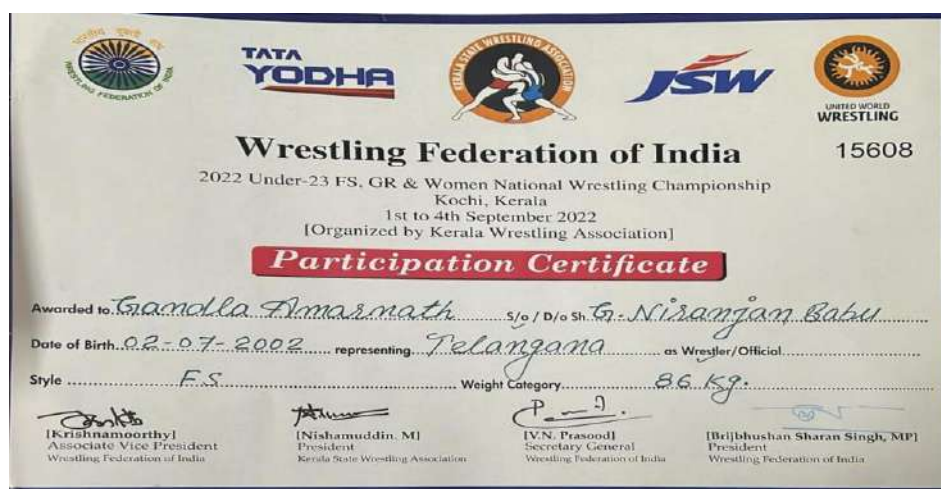 भारतीय कुश्ती संघ
WRESTLING FEDERATION OF INDIA
TATA
YODHA
KERALA STATE WRESTLING ASSOCIATION
JSW
UNITED WORLD
WRESTLING
Wrestling Federation of India
15608
2022 Under-23 FS, GR & Women National Wrestling Championship
Kochi, Kerala
1st to 4th September 2022
[Organized by Kerala Wrestling Association]
Participation Certificate
Awarded to Gandlla Amarnath S/o / D/o Sh. G. Niranjan Babu
Date of Birth 02-07-2002 representing Telangana as Wrestler/Official
Style F.S Weight Category 86 Kg.
[Krishnamoorthy]
Associate Vice President
Wrestling Federation of India
[Nishamuddin. M]
President
Kerala State Wrestling Association
[V.N. Prasood]
Secretary General
Wrestling Federation of India
[Brijbhushan Sharan Singh, MP]
President
Wrestling Federation of India